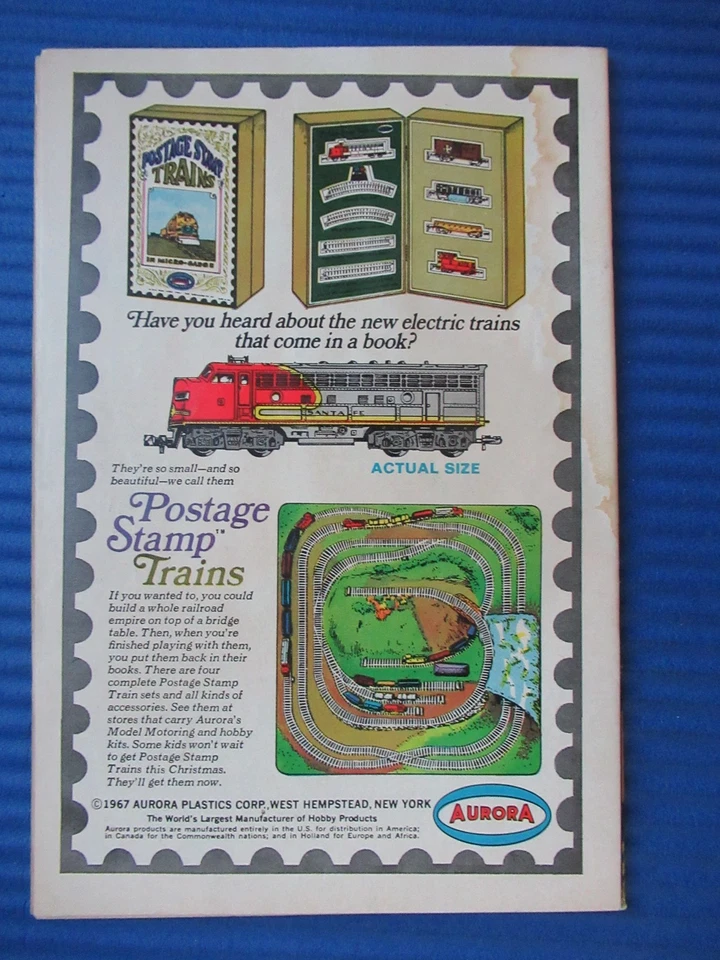 POSTAGE STAMP
TRAINS
IN MICRO-GAUGE
Have you heard about the new electric trains
that come in a book?
SANTA FE
They're so small—and so
beautiful—we call them
ACTUAL SIZE
Postage
Stamp™
Trains
If you wanted to, you could
build a whole railroad
empire on top of a bridge
table. Then, when you're
finished playing with them,
you put them back in their
books. There are four
complete Postage Stamp
Train sets and all kinds of
accessories. See them at
stores that carry Aurora's
Model Motoring and hobby
kits. Some kids won't wait
to get Postage Stamp
Trains this Christmas.
They'll get them now.
©1967 AURORA PLASTICS CORP., WEST HEMPSTEAD, NEW YORK
The World's Largest Manufacturer of Hobby Products
Aurora products are manufactured entirely in the U.S. for distribution in America;
in Canada for the Commonwealth nations; and in Holland for Europe and Africa.
AURORA